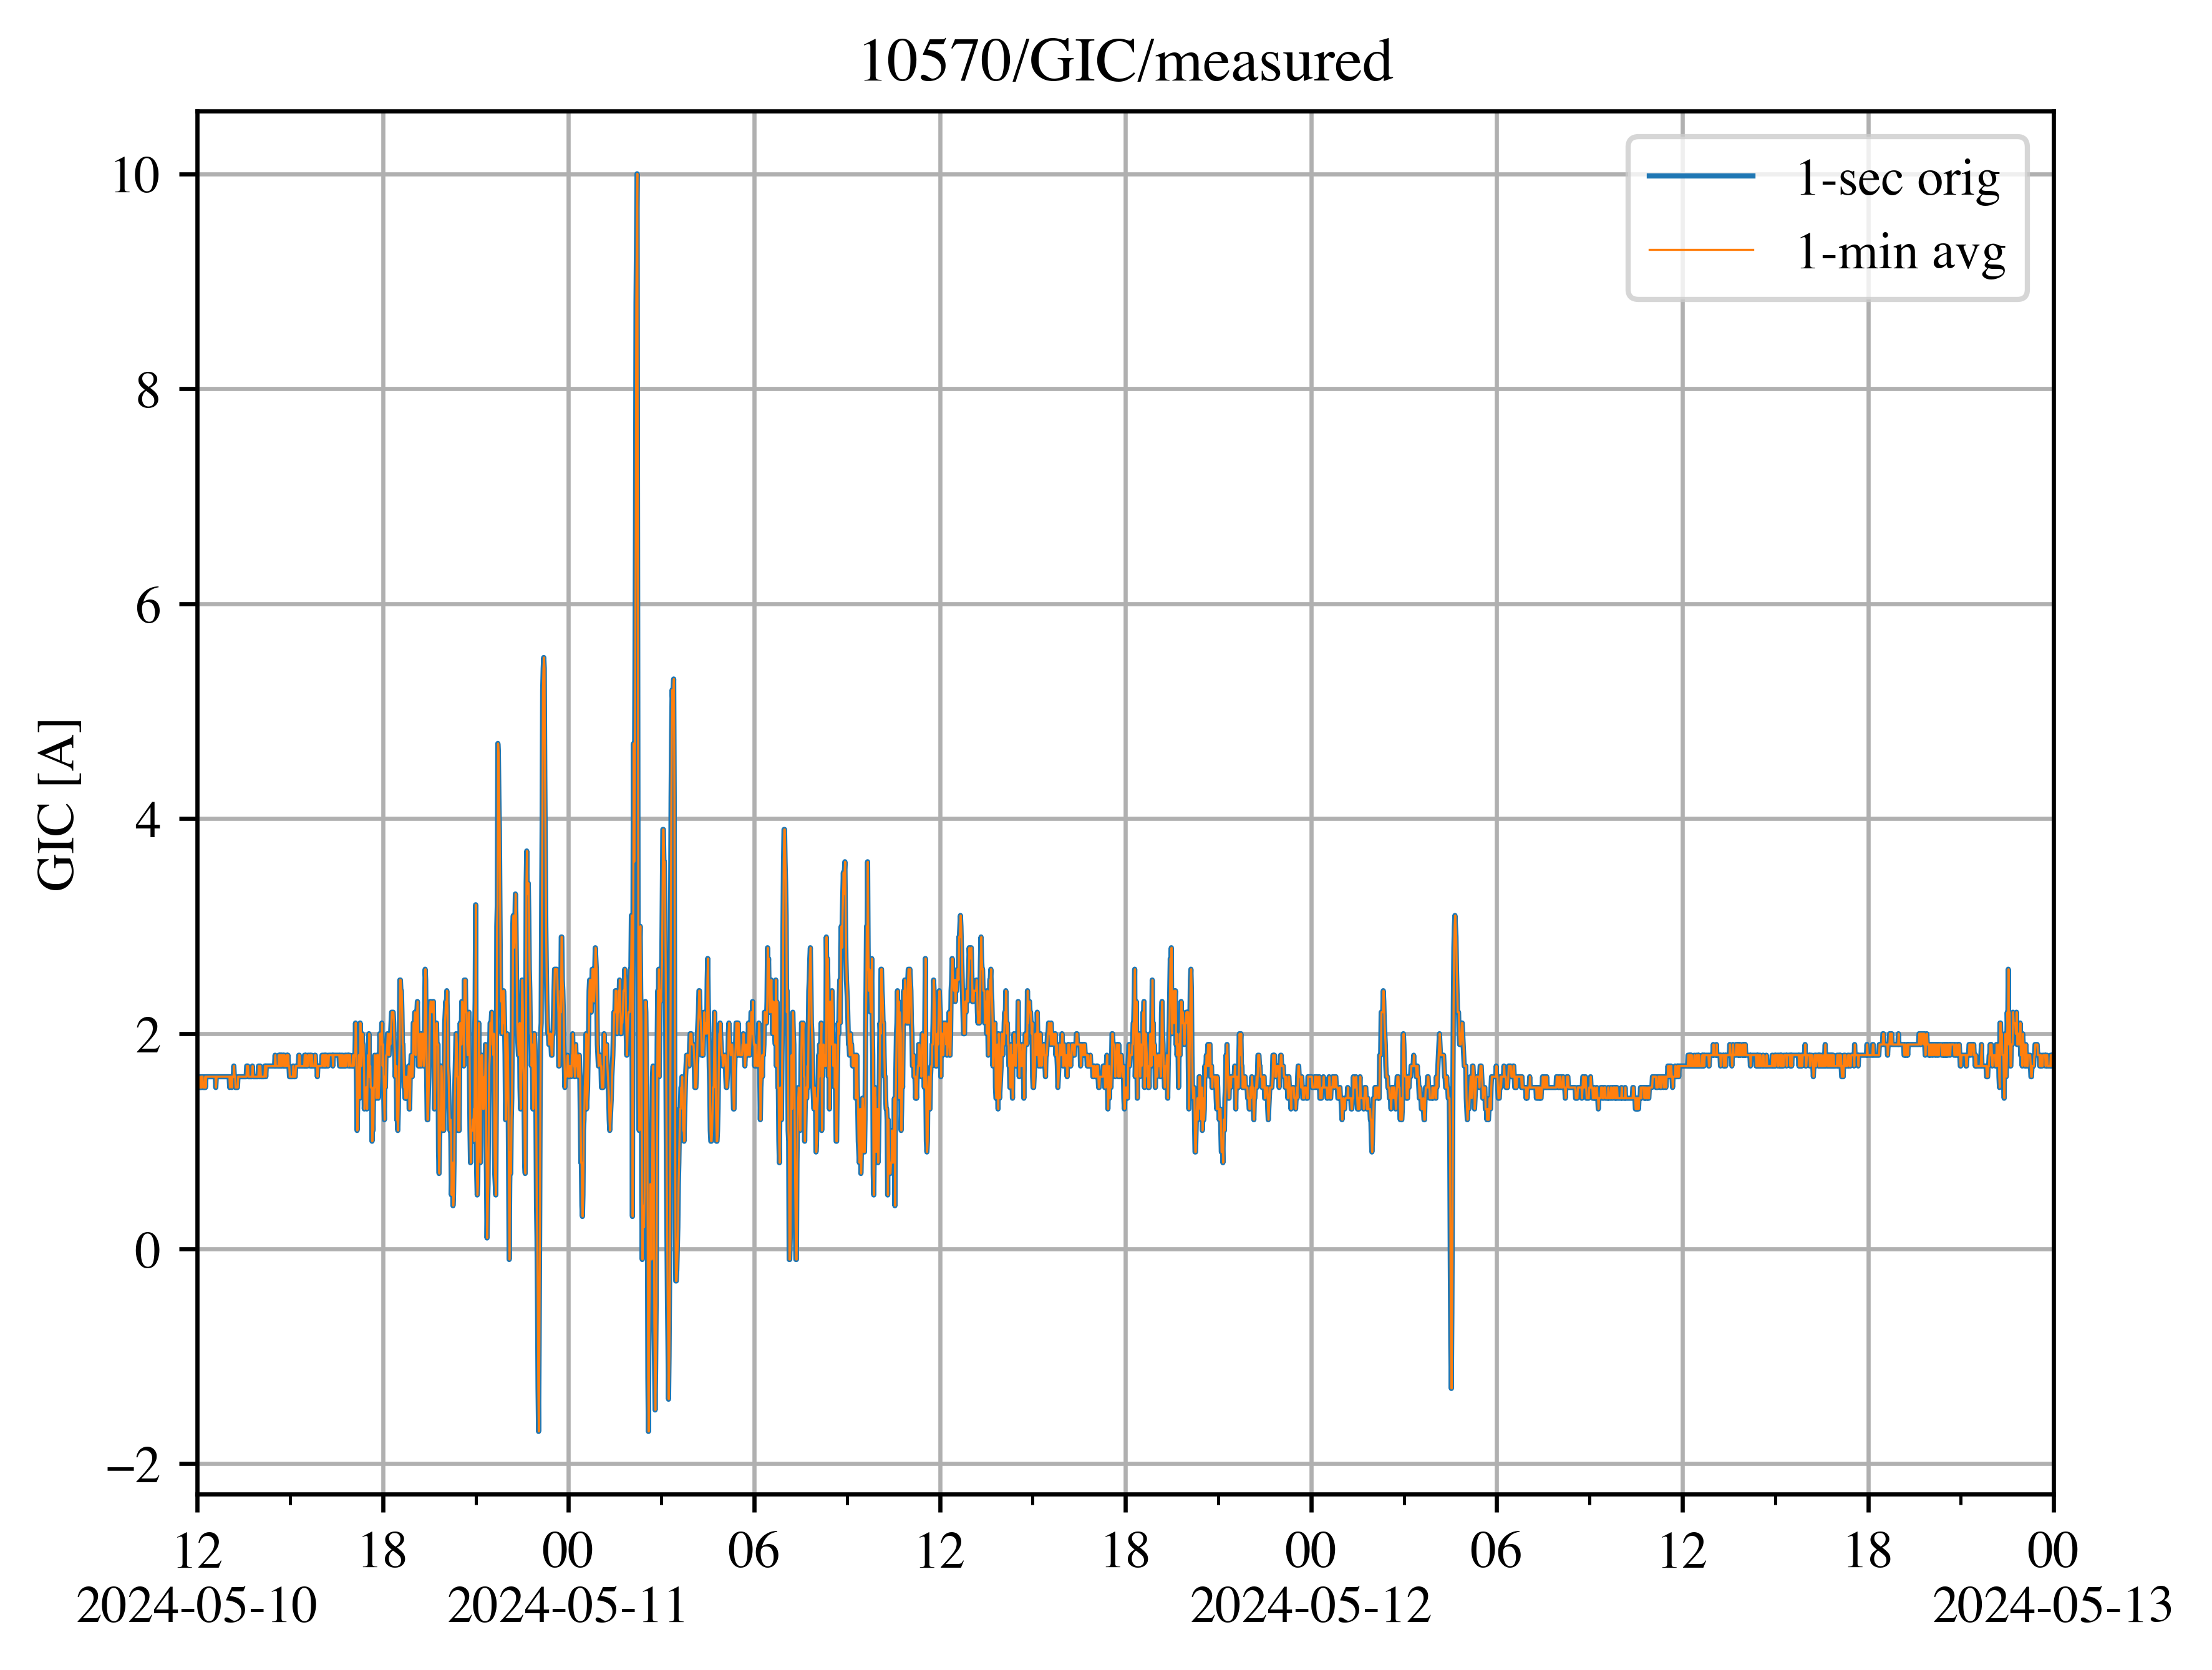 10570/GIC/measured
10
8
6
4
2
0
−2
GIC [A]
1-sec orig
1-min avg
12 18 00 06 12 18 00 06 12 18 00
2024-05-10 2024-05-11 2024-05-12 2024-05-13